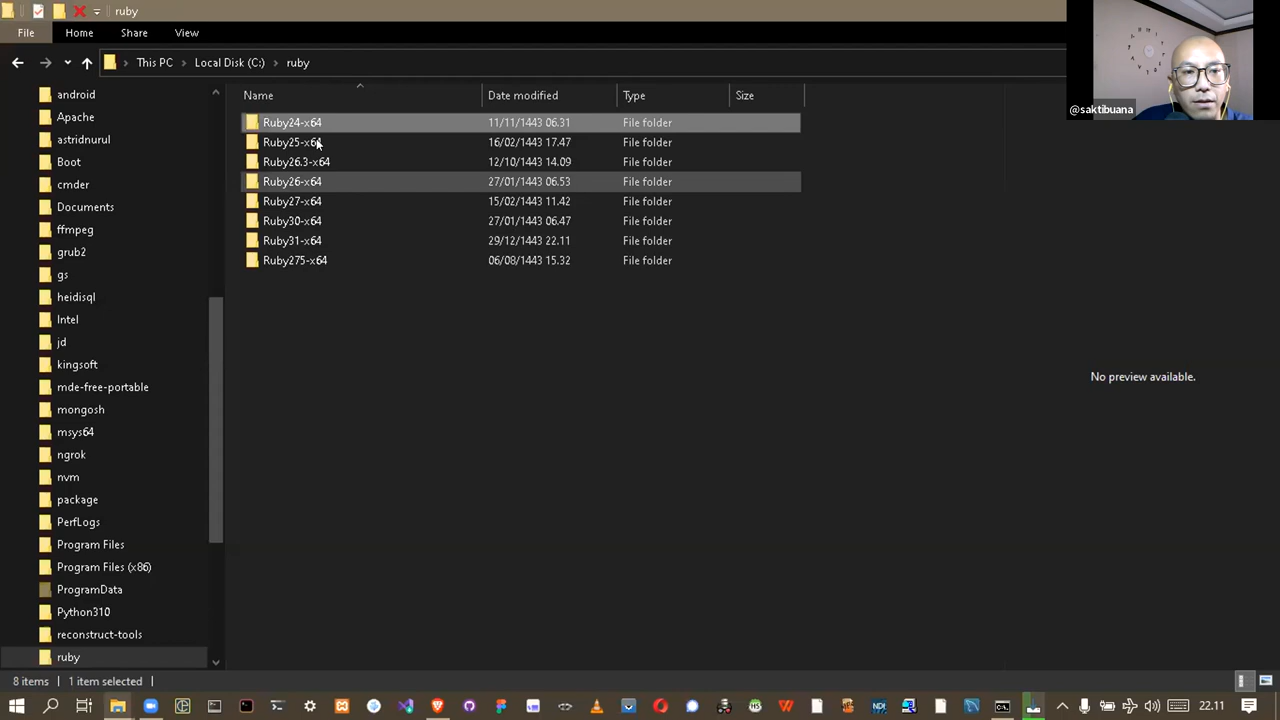 ruby
File Home Share View
This PC Local Disk (C:) ruby
@saktibuana
Name Date modified Type Size
android
Apache
astridnurul
Boot
cmder
Documents
ffmpeg
grub2
gs
heidisql
Intel
jd
kingsoft
mde-free-portable
mongosh
msys64
ngrok
nvm
package
PerfLogs
Program Files
Program Files (x86)
ProgramData
Python310
reconstruct-tools
ruby
Ruby24-x64 11/11/1443 06.31 File folder
Ruby25-x64 16/02/1443 17.47 File folder
Ruby26.3-x64 12/10/1443 14.09 File folder
Ruby26-x64 27/01/1443 06.53 File folder
Ruby27-x64 15/02/1443 11.42 File folder
Ruby30-x64 27/01/1443 06.47 File folder
Ruby31-x64 29/12/1443 22.11 File folder
Ruby275-x64 06/08/1443 15.32 File folder
No preview available.
8 items 1 item selected
22.11